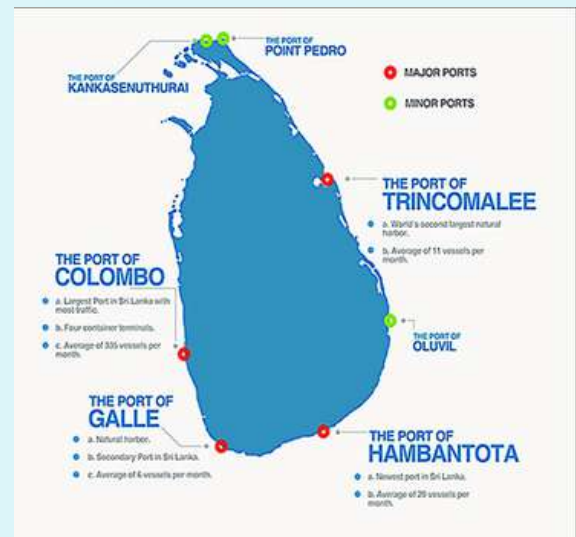 THE PORT OF
POINT PEDRO
THE PORT OF
KANKASENUTHURAI
MAJOR PORTS
MINOR PORTS
THE PORT OF
TRINCOMALEE
a. World's second largest natural
harbor.
b. Average of 11 vessels per
month.
THE PORT OF
COLOMBO
a. Largest Port in Sri Lanka with
most traffic.
b. Four container terminals.
c. Average of 335 vessels per
month.
THE PORT OF
OLUVIL
THE PORT OF
GALLE
a. Natural harbor.
b. Secondary Port in Sri Lanka.
c. Average of 6 vessels per month.
THE PORT OF
HAMBANTOTA
a. Newest port in Sri Lanka.
b. Average of 25 vessels per
month.